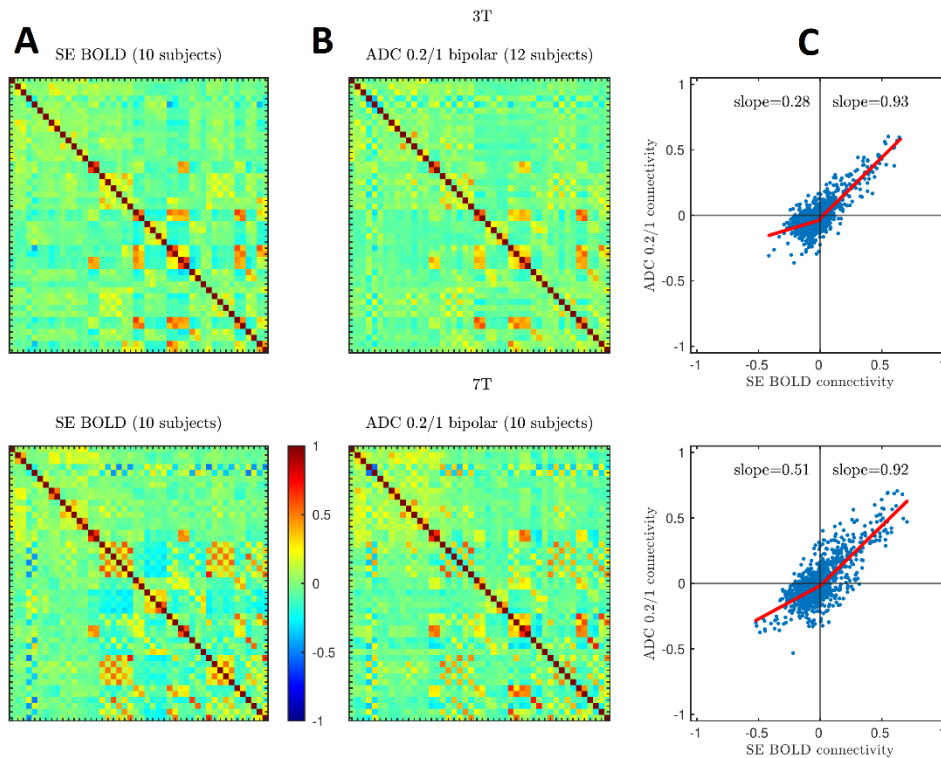 3T
A
B
C
SE BOLD (10 subjects)
ADC 0.2/1 bipolar (12 subjects)
slope=0.28
slope=0.93
1
0.5
0
-0.5
-1
ADC 0.2/1 connectivity
-1
-0.5
0
0.5
1
SE BOLD connectivity
7T
SE BOLD (10 subjects)
ADC 0.2/1 bipolar (10 subjects)
1
0.5
0
-0.5
-1
slope=0.51
slope=0.92
1
0.5
0
-0.5
-1
ADC 0.2/1 connectivity
-1
-0.5
0
0.5
SE BOLD connectivity